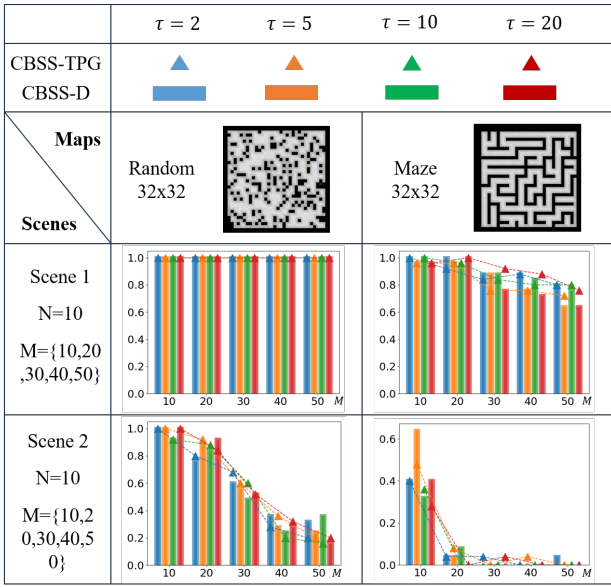 τ = 2 τ = 5 τ = 10 τ = 20
CBSS-TPG
CBSS-D
Maps
Scenes
Random
32x32
Maze
32x32
Scene 1
N=10
M={10,20
,30,40,50}
1.0
0.8
0.6
0.4
0.2
0.0
10 20 30 40 50 M
1.0
0.8
0.6
0.4
0.2
0.0
10 20 30 40 50 M
Scene 2
N=10
M={10,2
0,30,40,5
0}
1.0
0.8
0.6
0.4
0.2
0.0
10 20 30 40 50 M
0.6
0.4
0.2
0.0
10 20 30 40 50 M